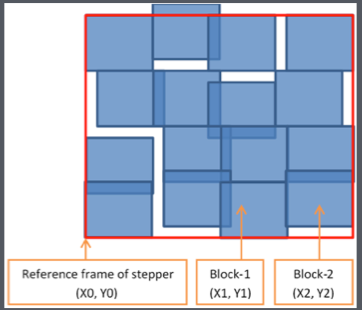 Reference frame of stepper
(X0, Y0)
Block-1
(X1, Y1)
Block-2
(X2, Y2)